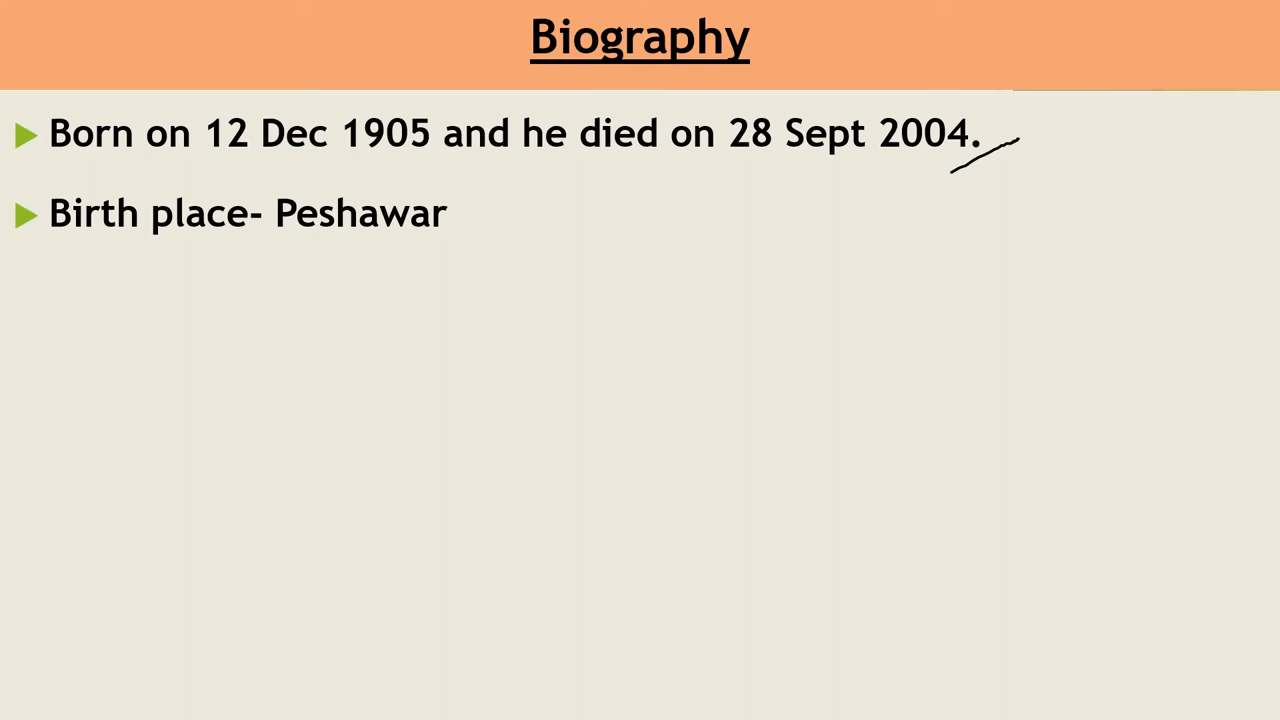 Biography
Born on 12 Dec 1905 and he died on 28 Sept 2004.
Birth place- Peshawar